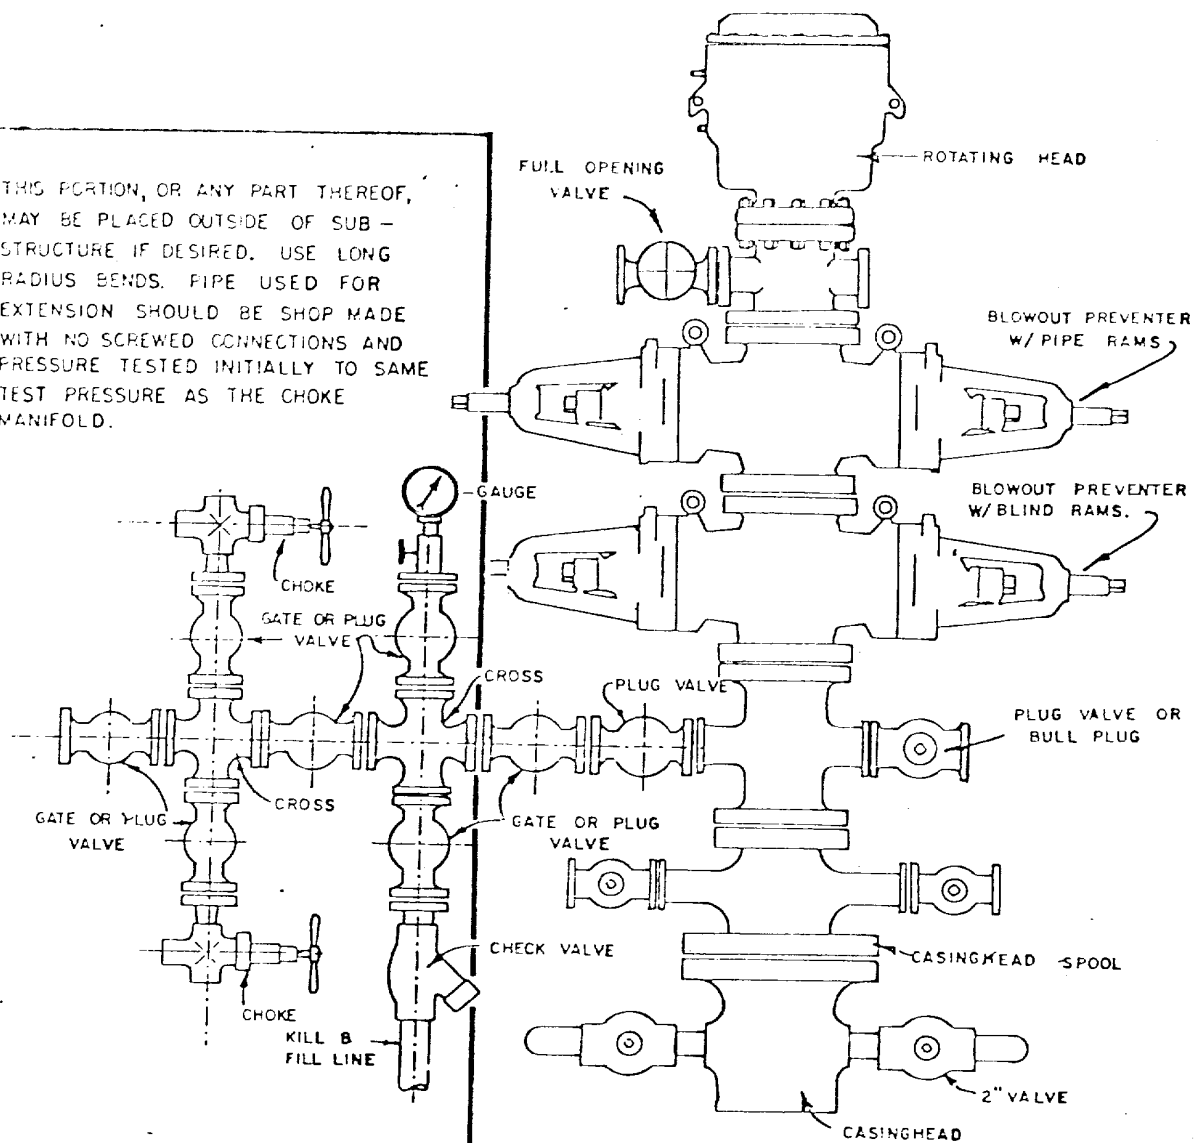 THIS PORTION, OR ANY PART THEREOF,
MAY BE PLACED OUTSIDE OF SUB-
STRUCTURE IF DESIRED. USE LONG
RADIUS BENDS. PIPE USED FOR
EXTENSION SHOULD BE SHOP MADE
WITH NO SCREWED CONNECTIONS AND
PRESSURE TESTED INITIALLY TO SAME
TEST PRESSURE AS THE CHOKE
MANIFOLD.
FULL OPENING
VALVE
ROTATING HEAD
BLOWOUT PREVENTER
W/PIPE RAMS
GAUGE
BLOWOUT PREVENTER
W/BLIND RAMS.
CHOKE
GATE OR PLUG
VALVE
CROSS
PLUG VALVE
PLUG VALVE OR
BULL PLUG
CROSS
GATE OR PLUG
VALVE
GATE OR PLUG
VALVE
CHECK VALVE
CASINGHEAD SPOOL
CHOKE
KILL &
FILL LINE
2" VALVE
CASINGHEAD